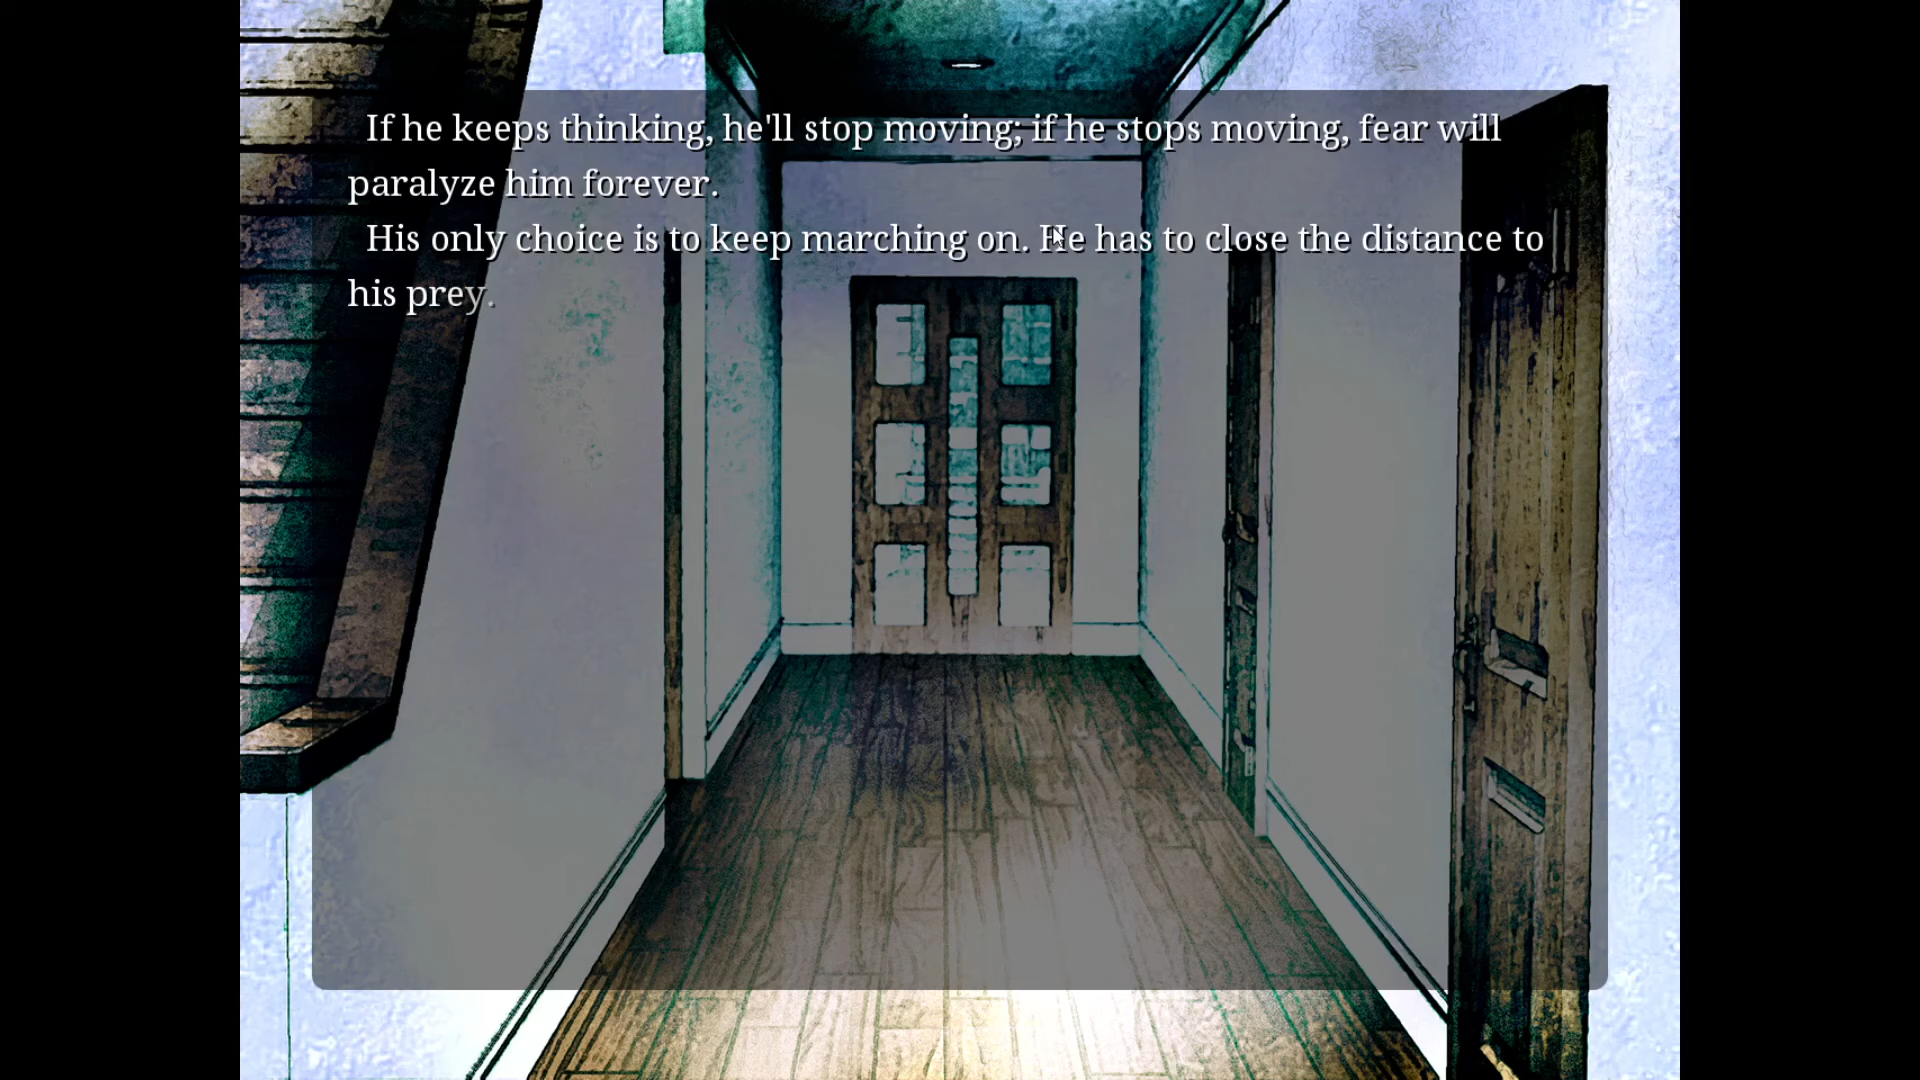 If he keeps thinking, he'll stop moving; if he stops moving, fear will
paralyze him forever.
His only choice is to keep marching on. He has to close the distance to
his prey.